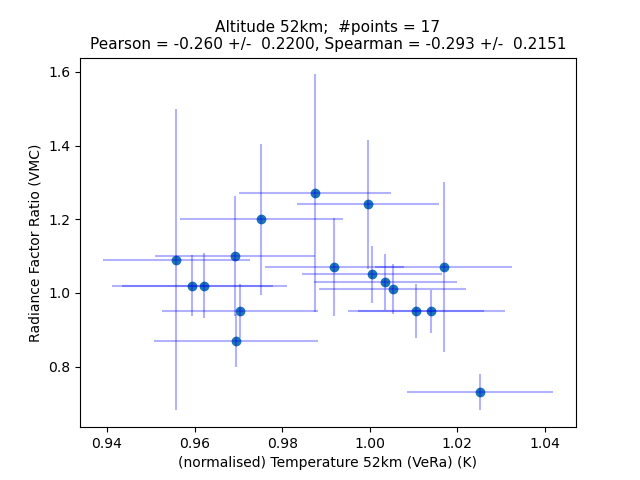 Altitude 52km;  #points = 17
Pearson = -0.260 +/-  0.2200, Spearman = -0.293 +/-  0.2151
1.6
1.4
1.2
1.0
0.8
Radiance Factor Ratio (VMC)
0.94 0.96 0.98 1.00 1.02 1.04
(normalised) Temperature 52km (VeRa) (K)